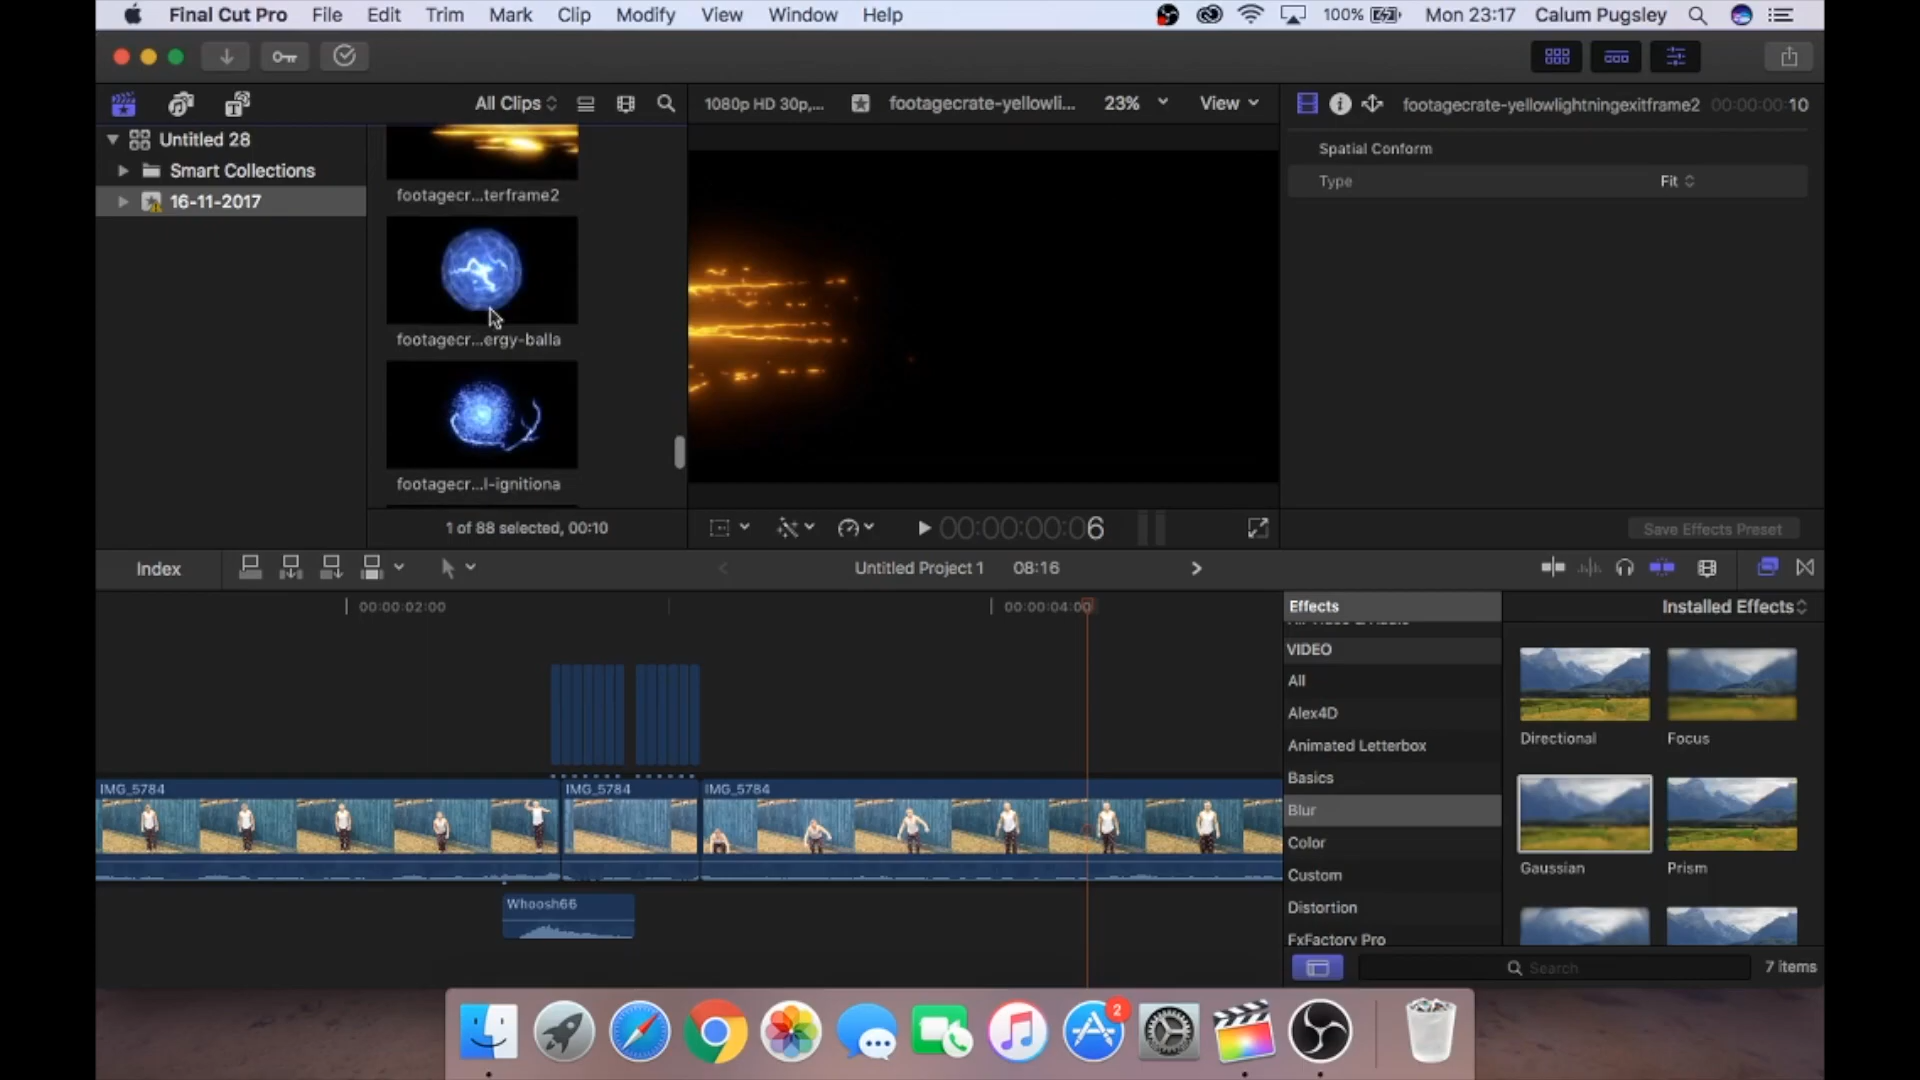 Final Cut Pro File Edit Trim Mark Clip Modify View Window Help 100% Mon 23:17 Calum Pugsley
All Clips 1080p HD 30p,... footagecrate-yellowli... 23% View footagecrate-yellowlightningexitframe2 00:00:00:10
Untitled 28
Smart Collections
16-11-2017
footagecr...terframe2
footagecr...ergy-balla
footagecr...l-ignitiona
1 of 88 selected, 00:10
00:00:00:06
Spatial Conform
Type Fit
Save Effects Preset
Index Untitled Project 1 08:16
00:00:02:00 00:00:04:00
IMG_5784 IMG_5784 IMG_5784
Whoosh66
Effects Installed Effects
VIDEO
All
Alex4D
Animated Letterbox
Basics
Blur
Color
Custom
Distortion
FxFactory Pro
Directional Focus
Gaussian Prism
Search 7 items
2